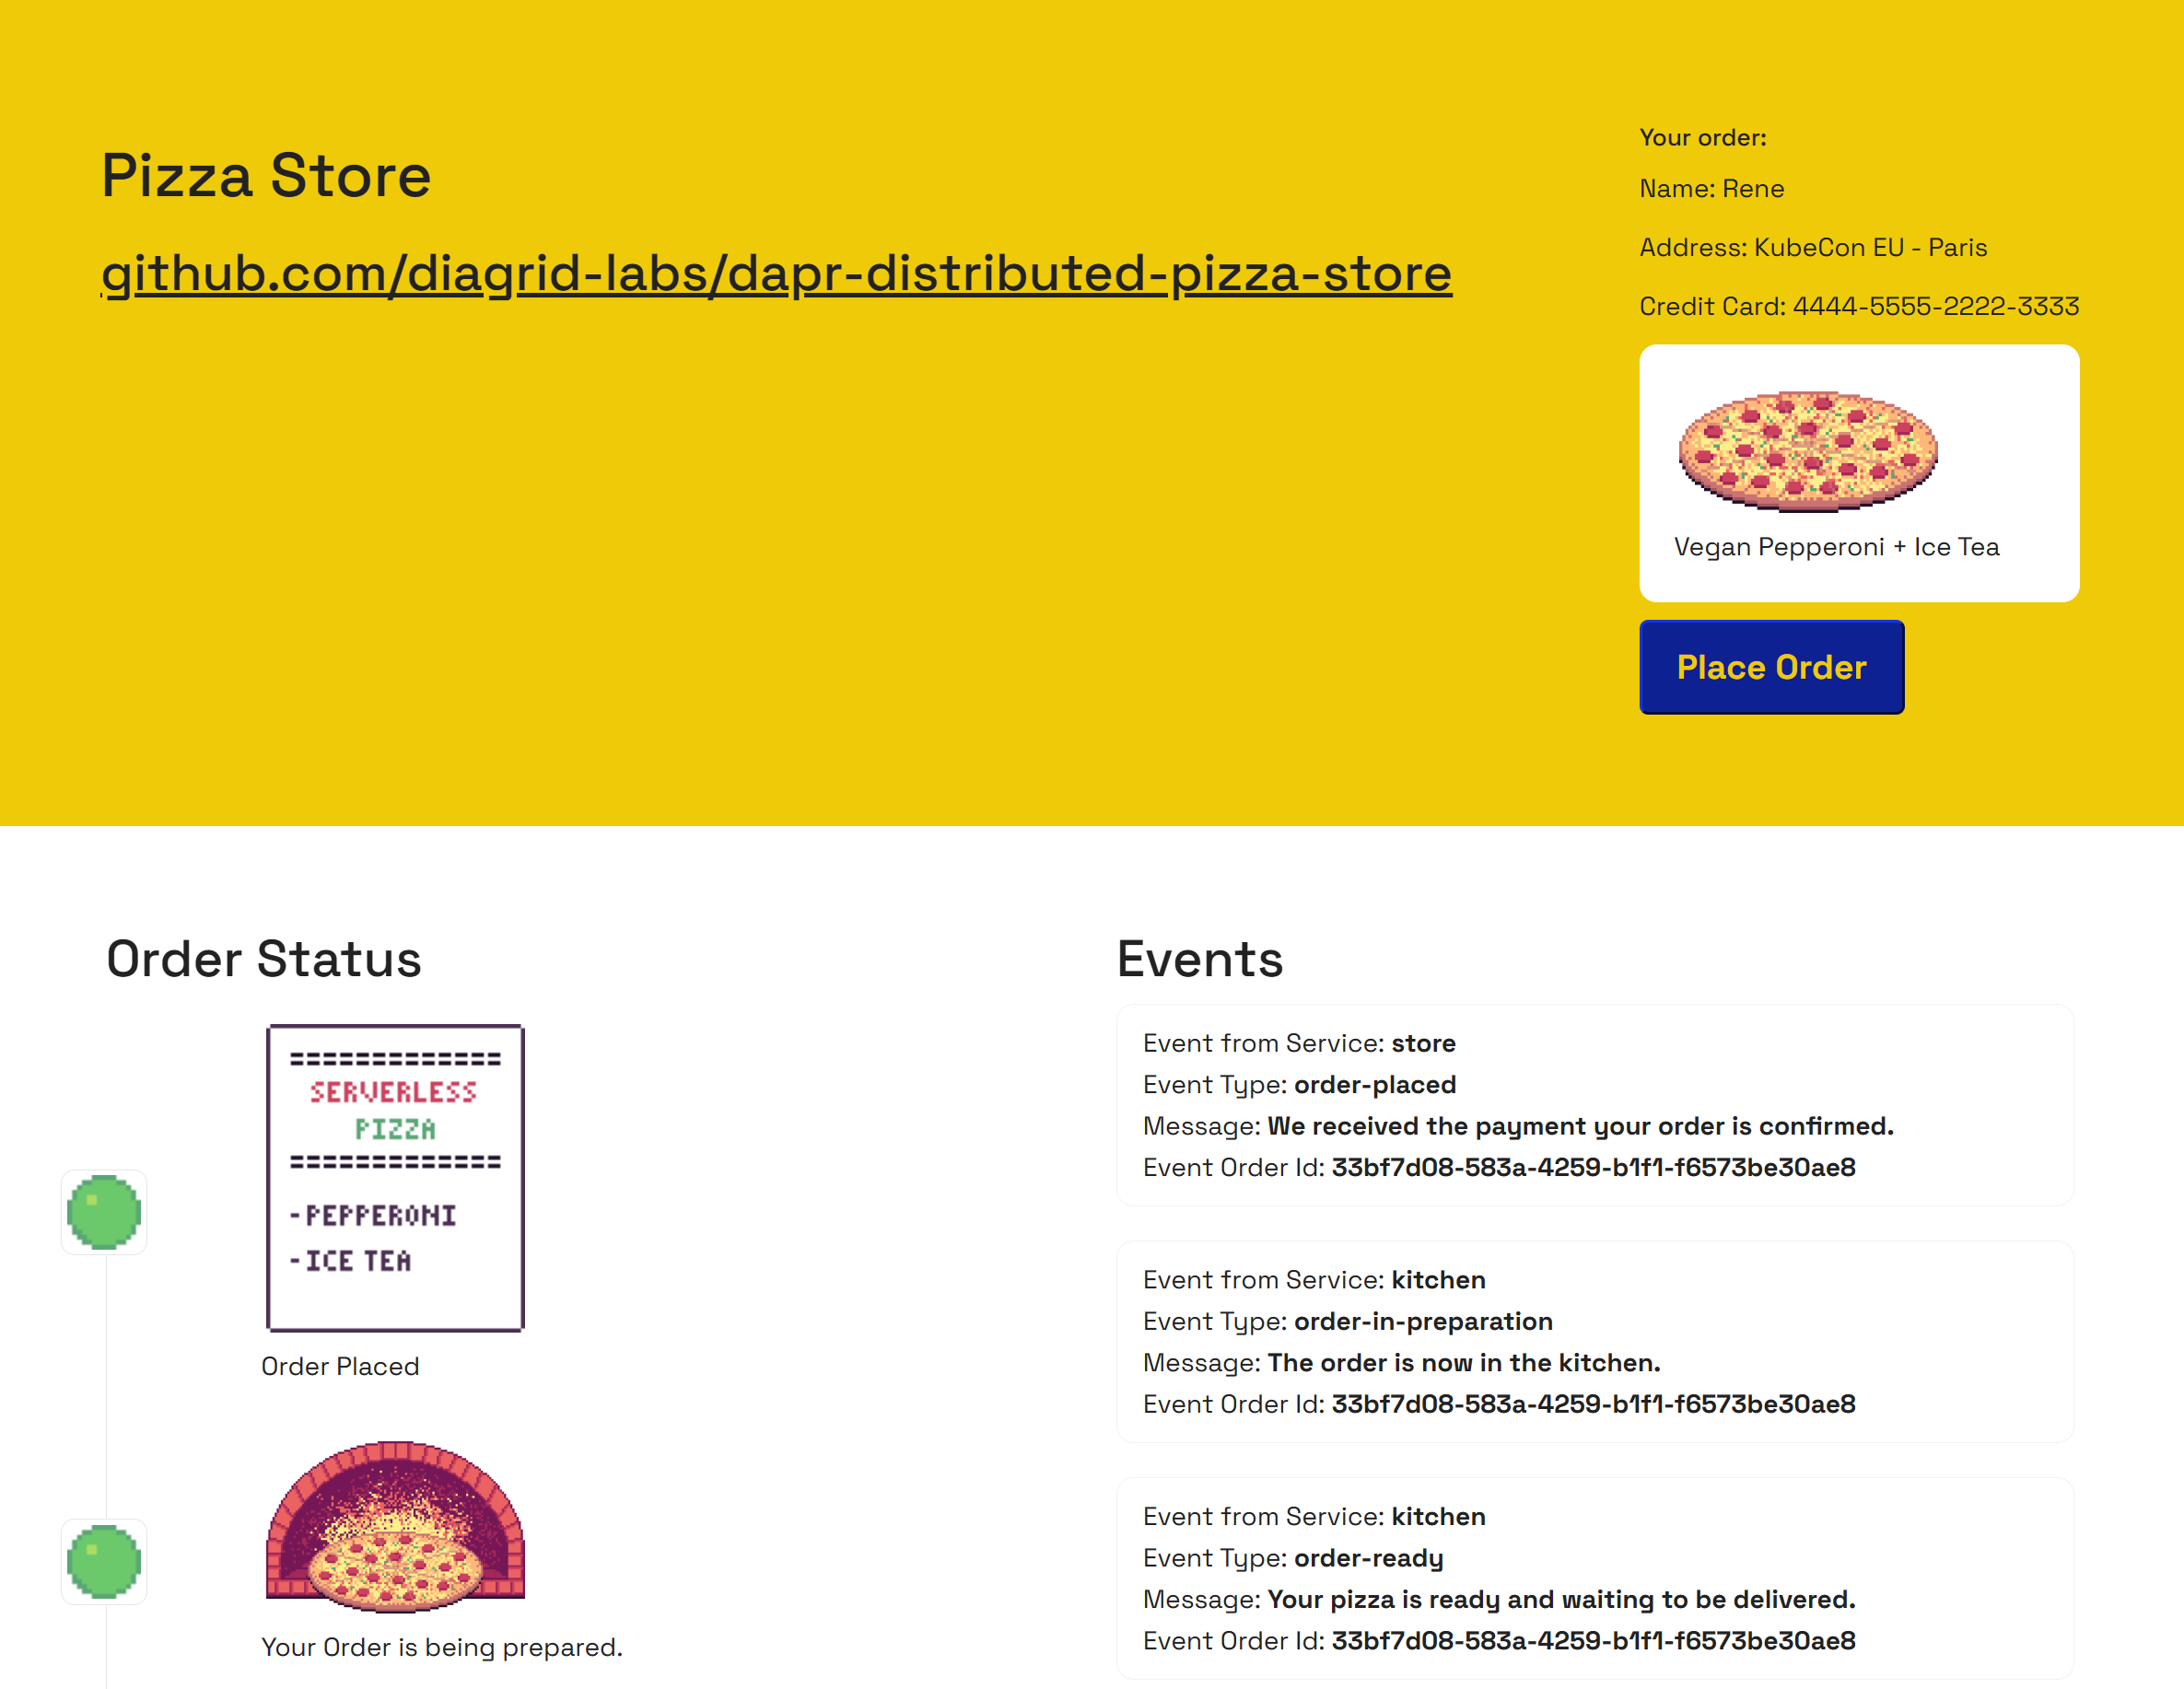 Pizza Store
github.com/diagrid-labs/dapr-distributed-pizza-store
Your order:
Name: Rene
Address: KubeCon EU - Paris
Credit Card: 4444-5555-2222-3333
Vegan Pepperoni + Ice Tea
Place Order
Order Status
=============
SERVERLESS
PIZZA
=============
-PEPPERONI
-ICE TEA
Order Placed
Your Order is being prepared.
Events
Event from Service: store
Event Type: order-placed
Message: We received the payment your order is confirmed.
Event Order Id: 33bf7d08-583a-4259-b1f1-f6573be30ae8
Event from Service: kitchen
Event Type: order-in-preparation
Message: The order is now in the kitchen.
Event Order Id: 33bf7d08-583a-4259-b1f1-f6573be30ae8
Event from Service: kitchen
Event Type: order-ready
Message: Your pizza is ready and waiting to be delivered.
Event Order Id: 33bf7d08-583a-4259-b1f1-f6573be30ae8